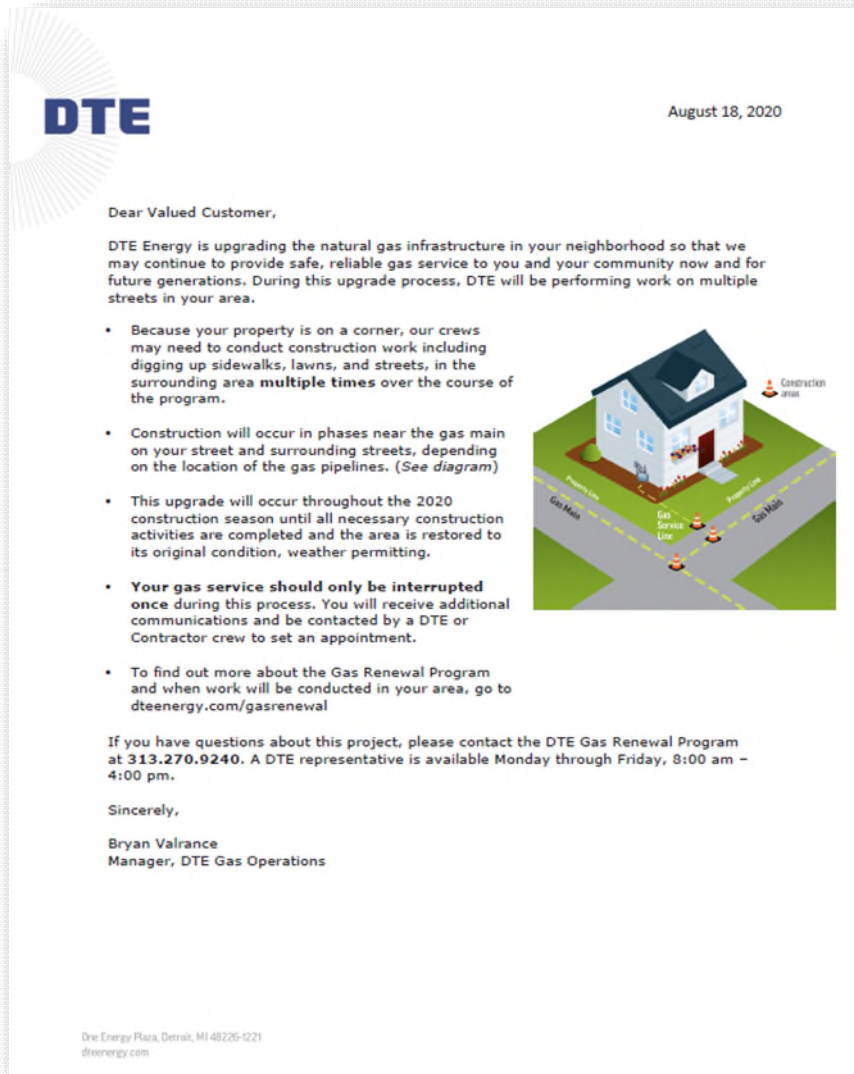 DTE
August 18, 2020
Dear Valued Customer,
DTE Energy is upgrading the natural gas infrastructure in your neighborhood so that we
may continue to provide safe, reliable gas service to you and your community now and for
future generations. During this upgrade process, DTE will be performing work on multiple
streets in your area.
• Because your property is on a corner, our crews
may need to conduct construction work including
digging up sidewalks, lawns, and streets, in the
surrounding area multiple times over the course of
the program.
• Construction will occur in phases near the gas main
on your street and surrounding streets, depending
on the location of the gas pipelines. (See diagram)
• This upgrade will occur throughout the 2020
construction season until all necessary construction
activities are completed and the area is restored to
its original condition, weather permitting.
• Your gas service should only be interrupted
once during this process. You will receive additional
communications and be contacted by a DTE or
Contractor crew to set an appointment.
• To find out more about the Gas Renewal Program
and when work will be conducted in your area, go to
dteenergy.com/gasrenewal
Construction
areas
Property Line
Property Line
Gas Main
Gas
Service
Line
Gas Main
If you have questions about this project, please contact the DTE Gas Renewal Program
at 313.270.9240. A DTE representative is available Monday through Friday, 8:00 am –
4:00 pm.
Sincerely,
Bryan Valrance
Manager, DTE Gas Operations
One Energy Plaza, Detroit, MI 48226-1221
dteenergy.com